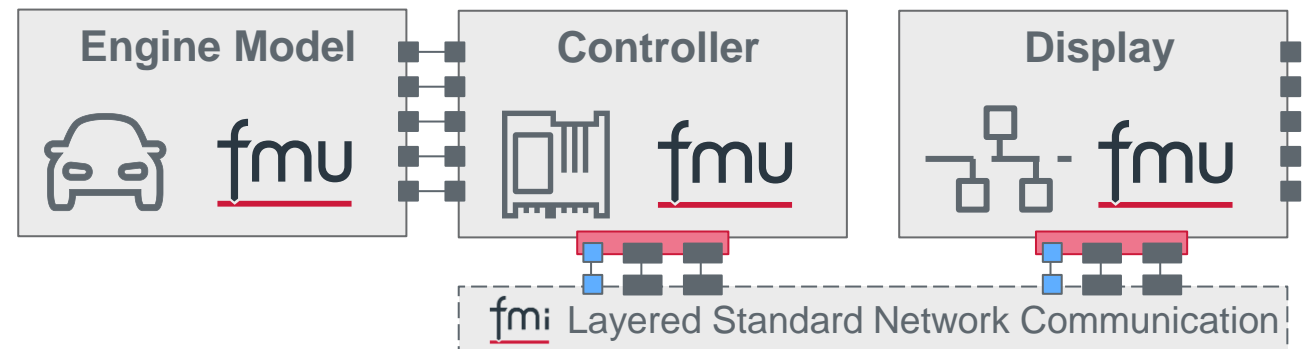 Engine Model
Controller
Display
fmu
fmu
fmu
fmi Layered Standard Network Communication